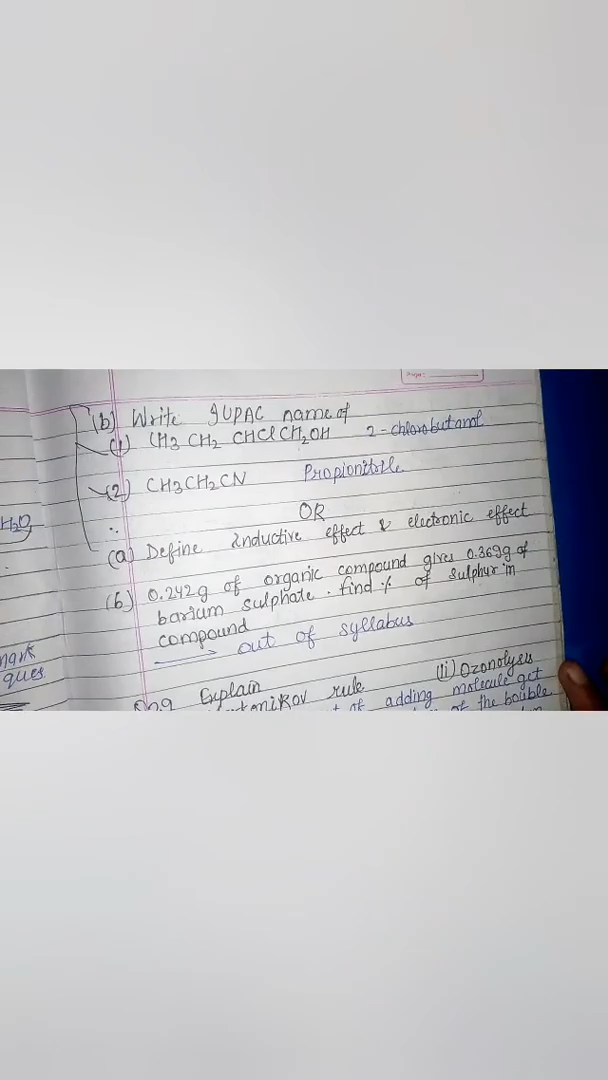 (b) Write IUPAC name of
(1) CH3 CH2 CHCl CH2OH 2-chlorobutanol
(2) CH3CH2CN Propionitrile
OR
(a) Define Inductive effect & electronic effect
(b) 0.242g of organic compound gives 0.369g of
barium sulphate. find % of sulphur in
compound
out of syllabus
H2O
mark
ques
Explain (ii) Ozonolysis
rule
of adding molecule get
of the bouble